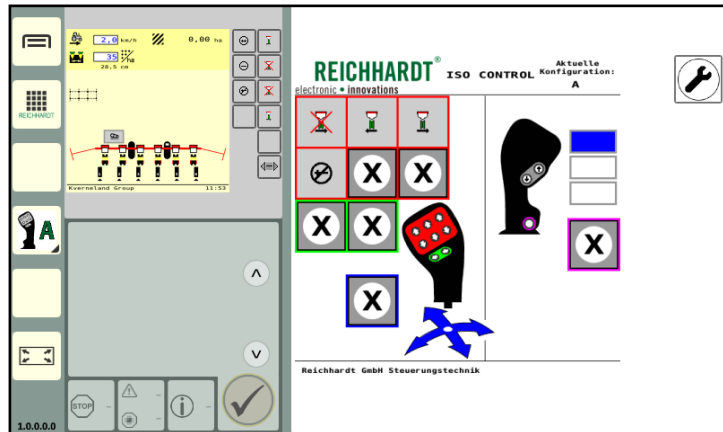 2,0 km/h
0,00 ha
35 /ha
28,5 cm
Kverneland Group 11:53
REICHHARDT
A
STOP - - -
-
1.0.0.0.0
REICHHARDT®
electronic • innovations
ISO CONTROL
Aktuelle
Konfiguration:
A
X X
X X
X
X
Reichhardt GmbH Steuerungstechnik